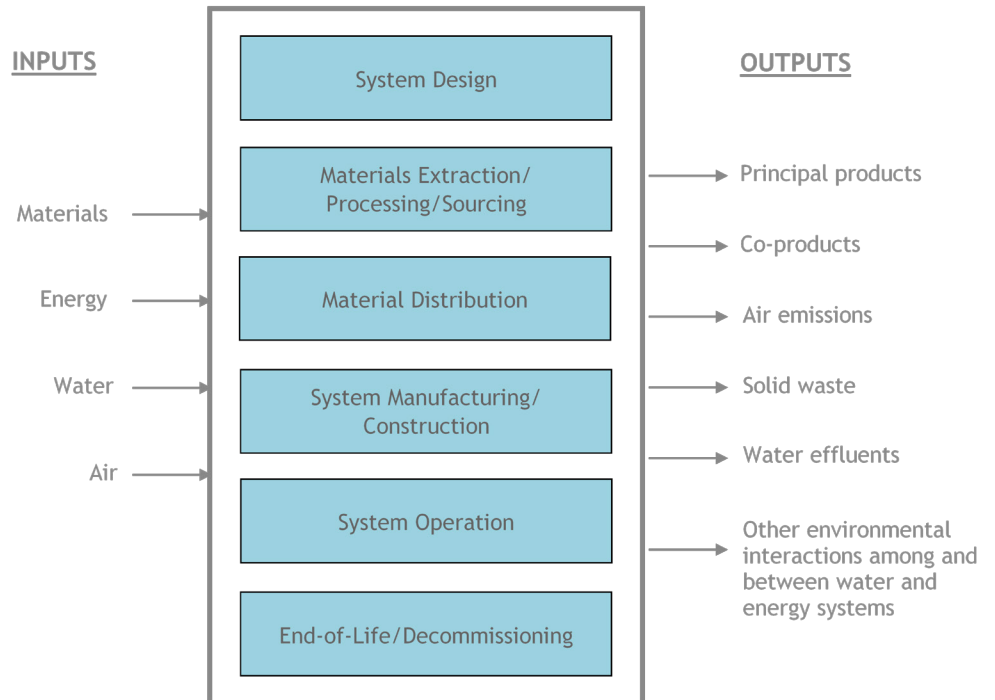 INPUTS
Materials
Energy
Water
Air
System Design
Materials Extraction/
Processing/Sourcing
Material Distribution
System Manufacturing/
Construction
System Operation
End-of-Life/Decommissioning
OUTPUTS
Principal products
Co-products
Air emissions
Solid waste
Water effluents
Other environmental
interactions among and
between water and
energy systems